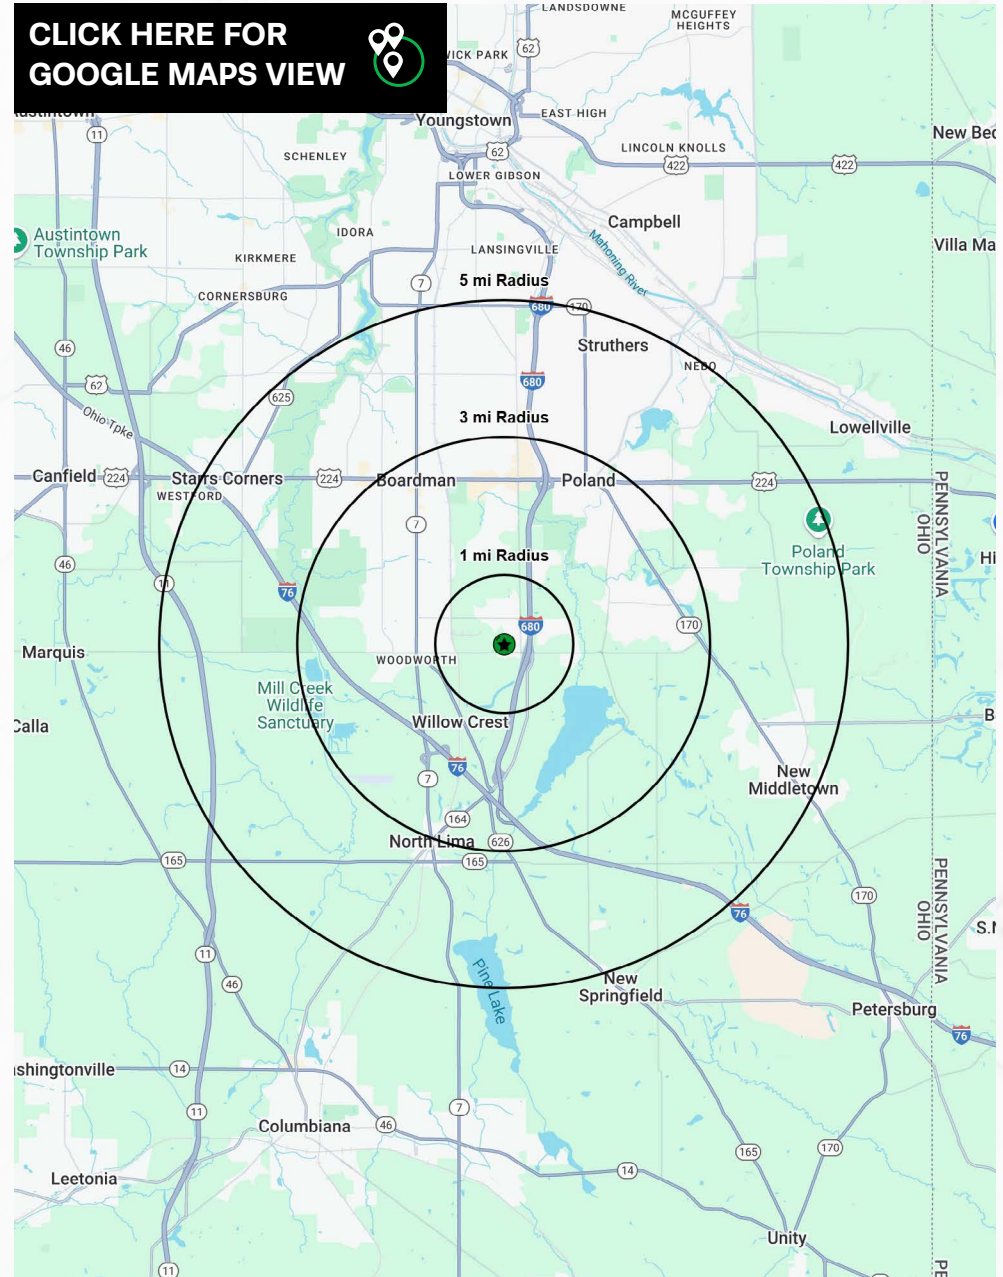 CLICK HERE FOR
GOOGLE MAPS VIEW
LANDSDOWNE
MCGUFFEY
HEIGHTS
62
EAST HIGH
Youngstown
11
New
SCHENLEY
62
LINCOLN KNOLLS
422
422
LOWER GIBSON
Campbell
Austintown
Township Park
IDORA
LANSINGVILLE
Mahoning River
Villa
KIRKMERE
7
5 mi Radius
CORNERSBURG
680
170
46
Struthers
NEBO
62
680
625
Ohio Tpke
3 mi Radius
Lowellville
Canfield
224
Starrs Corners
224
Boardman
Poland
224
WESTFORD
PENNSYLVANIA
OHIO
7
Poland
Township Park
46
1 mi Radius
11
76
680
170
Marquis
WOODWORTH
Mill Creek
Wildlife
Sanctuary
Willow Crest
Calla
76
7
New
Middletown
164
North Lima
626
165
165
170
PENNSYLVANIA
OHIO
76
11
46
Pine Lake
New
Springfield
Petersburg
76
14
11
7
Columbiana
46
165
170
14
Leetonia
Unity
11